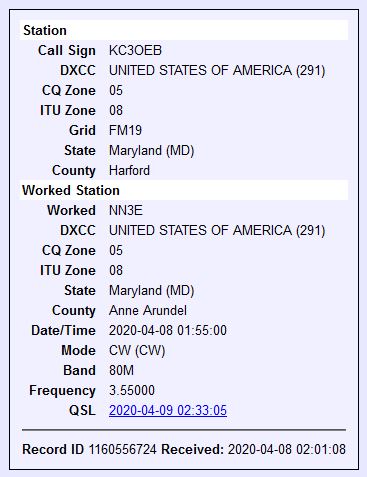 Station
Call Sign KC3OEB
DXCC UNITED STATES OF AMERICA (291)
CQ Zone 05
ITU Zone 08
Grid FM19
State Maryland (MD)
County Harford
Worked Station
Worked NN3E
DXCC UNITED STATES OF AMERICA (291)
CQ Zone 05
ITU Zone 08
State Maryland (MD)
County Anne Arundel
Date/Time 2020-04-08 01:55:00
Mode CW (CW)
Band 80M
Frequency 3.55000
QSL 2020-04-09 02:33:05
Record ID 1160556724 Received: 2020-04-08 02:01:08